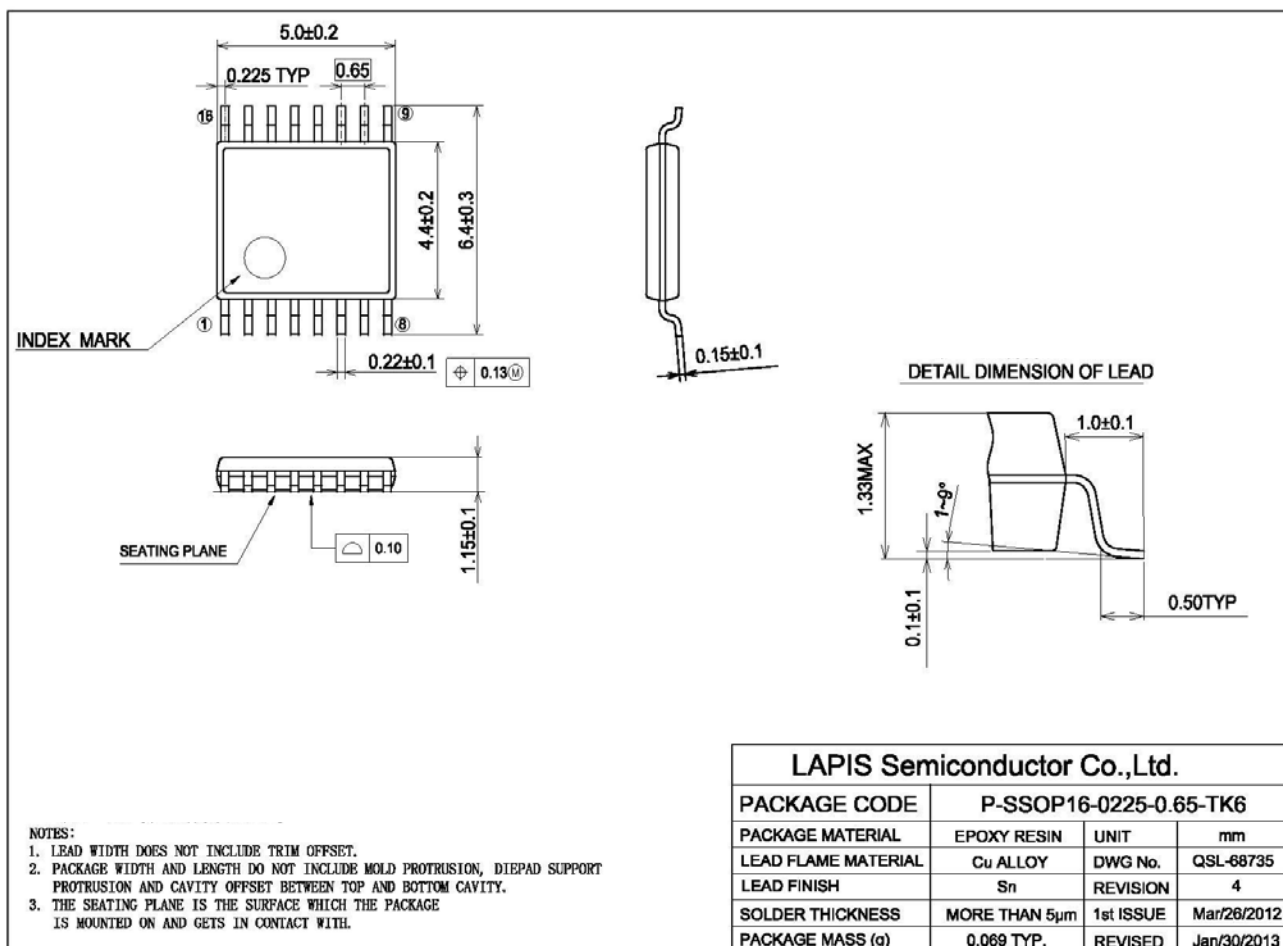 5.0±0.2
0.225 TYP
0.65
16
9
4.4±0.2
6.4±0.3
INDEX MARK
1
8
0.22±0.1
⌖ 0.13Ⓜ
0.15±0.1
DETAIL DIMENSION OF LEAD
1.0±0.1
1.33MAX
1~9°
0.1±0.1
0.50TYP
SEATING PLANE
⌓ 0.10
1.15±0.1
NOTES:
1. LEAD WIDTH DOES NOT INCLUDE TRIM OFFSET.
2. PACKAGE WIDTH AND LENGTH DO NOT INCLUDE MOLD PROTRUSION, DIEPAD SUPPORT
PROTRUSION AND CAVITY OFFSET BETWEEN TOP AND BOTTOM CAVITY.
3. THE SEATING PLANE IS THE SURFACE WHICH THE PACKAGE
IS MOUNTED ON AND GETS IN CONTACT WITH.
LAPIS Semiconductor Co.,Ltd.
PACKAGE CODE P-SSOP16-0225-0.65-TK6
PACKAGE MATERIAL EPOXY RESIN UNIT mm
LEAD FLAME MATERIAL Cu ALLOY DWG No. QSL-68735
LEAD FINISH Sn REVISION 4
SOLDER THICKNESS MORE THAN 5μm 1st ISSUE Mar/26/2012
PACKAGE MASS (g) 0.069 TYP. REVISED Jan/30/2013